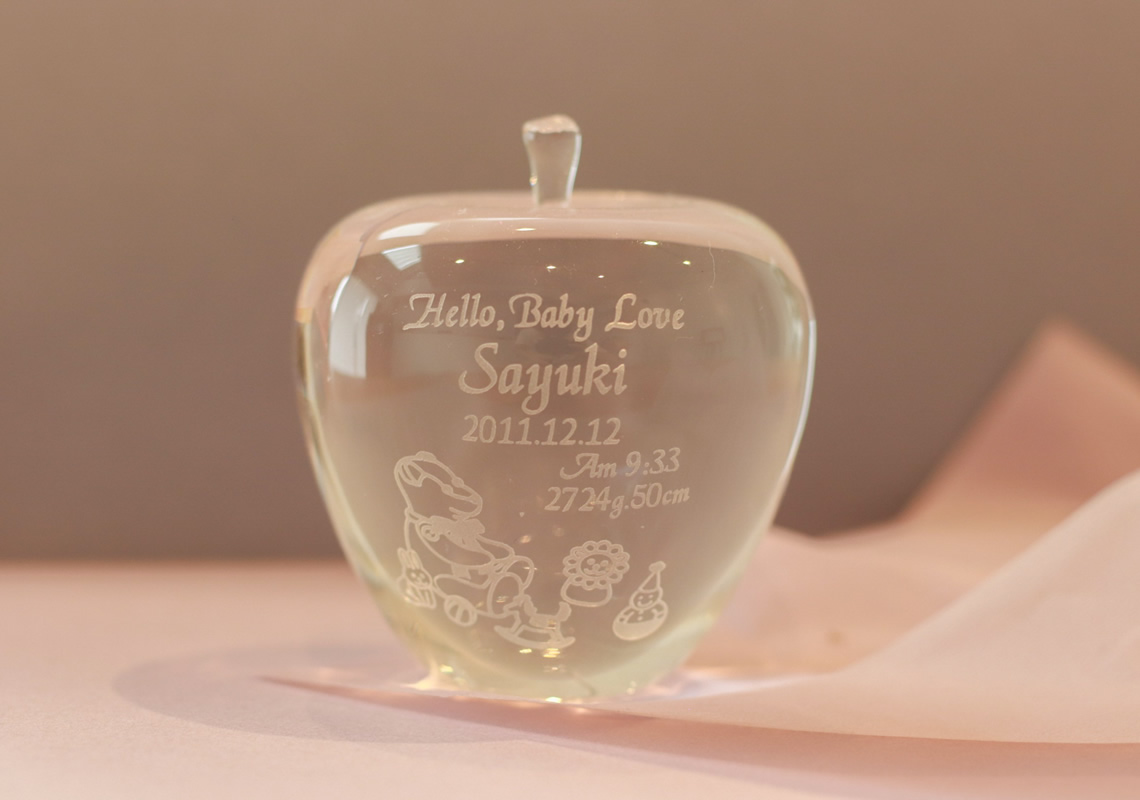 Hello, Baby Love
Sayuki
2011.12.12
Am 9:33
2724g.50cm